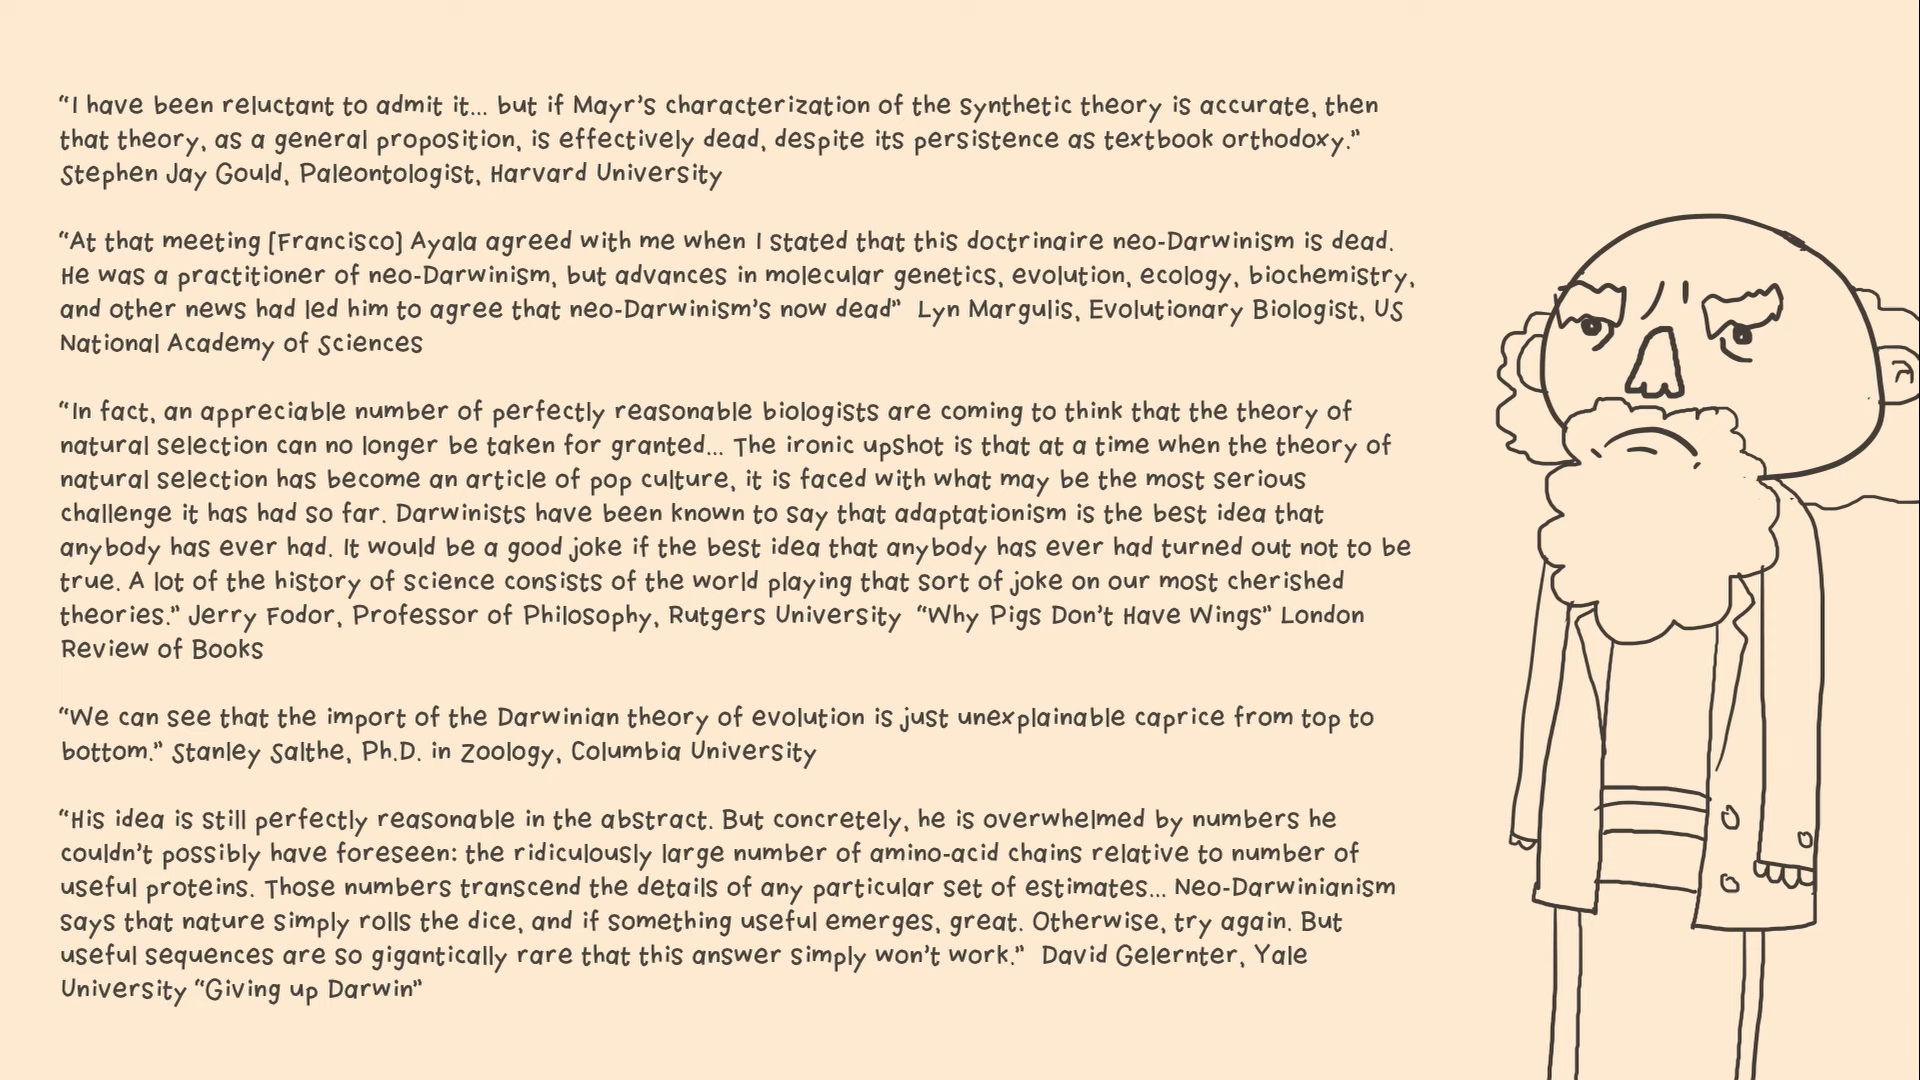 “I have been reluctant to admit it... but if Mayr’s characterization of the synthetic theory is accurate, then
that theory, as a general proposition, is effectively dead, despite its persistence as textbook orthodoxy.”
Stephen Jay Gould, Paleontologist, Harvard University
“At that meeting [Francisco] Ayala agreed with me when I stated that this doctrinaire neo-Darwinism is dead.
He was a practitioner of neo-Darwinism, but advances in molecular genetics, evolution, ecology, biochemistry,
and other news had led him to agree that neo-Darwinism’s now dead” Lyn Margulis, Evolutionary Biologist, US
National Academy of Sciences
“In fact, an appreciable number of perfectly reasonable biologists are coming to think that the theory of
natural selection can no longer be taken for granted... The ironic upshot is that at a time when the theory of
natural selection has become an article of pop culture, it is faced with what may be the most serious
challenge it has had so far. Darwinists have been known to say that adaptationism is the best idea that
anybody has ever had. It would be a good joke if the best idea that anybody has ever had turned out not to be
true. A lot of the history of science consists of the world playing that sort of joke on our most cherished
theories.” Jerry Fodor, Professor of Philosophy, Rutgers University “Why Pigs Don’t Have Wings” London
Review of Books
“We can see that the import of the Darwinian theory of evolution is just unexplainable caprice from top to
bottom.” Stanley Salthe, Ph.D. in Zoology, Columbia University
“His idea is still perfectly reasonable in the abstract. But concretely, he is overwhelmed by numbers he
couldn’t possibly have foreseen: the ridiculously large number of amino-acid chains relative to number of
useful proteins. Those numbers transcend the details of any particular set of estimates... Neo-Darwinianism
says that nature simply rolls the dice, and if something useful emerges, great. Otherwise, try again. But
useful sequences are so gigantically rare that this answer simply won’t work.” David Gelernter, Yale
University “Giving up Darwin”